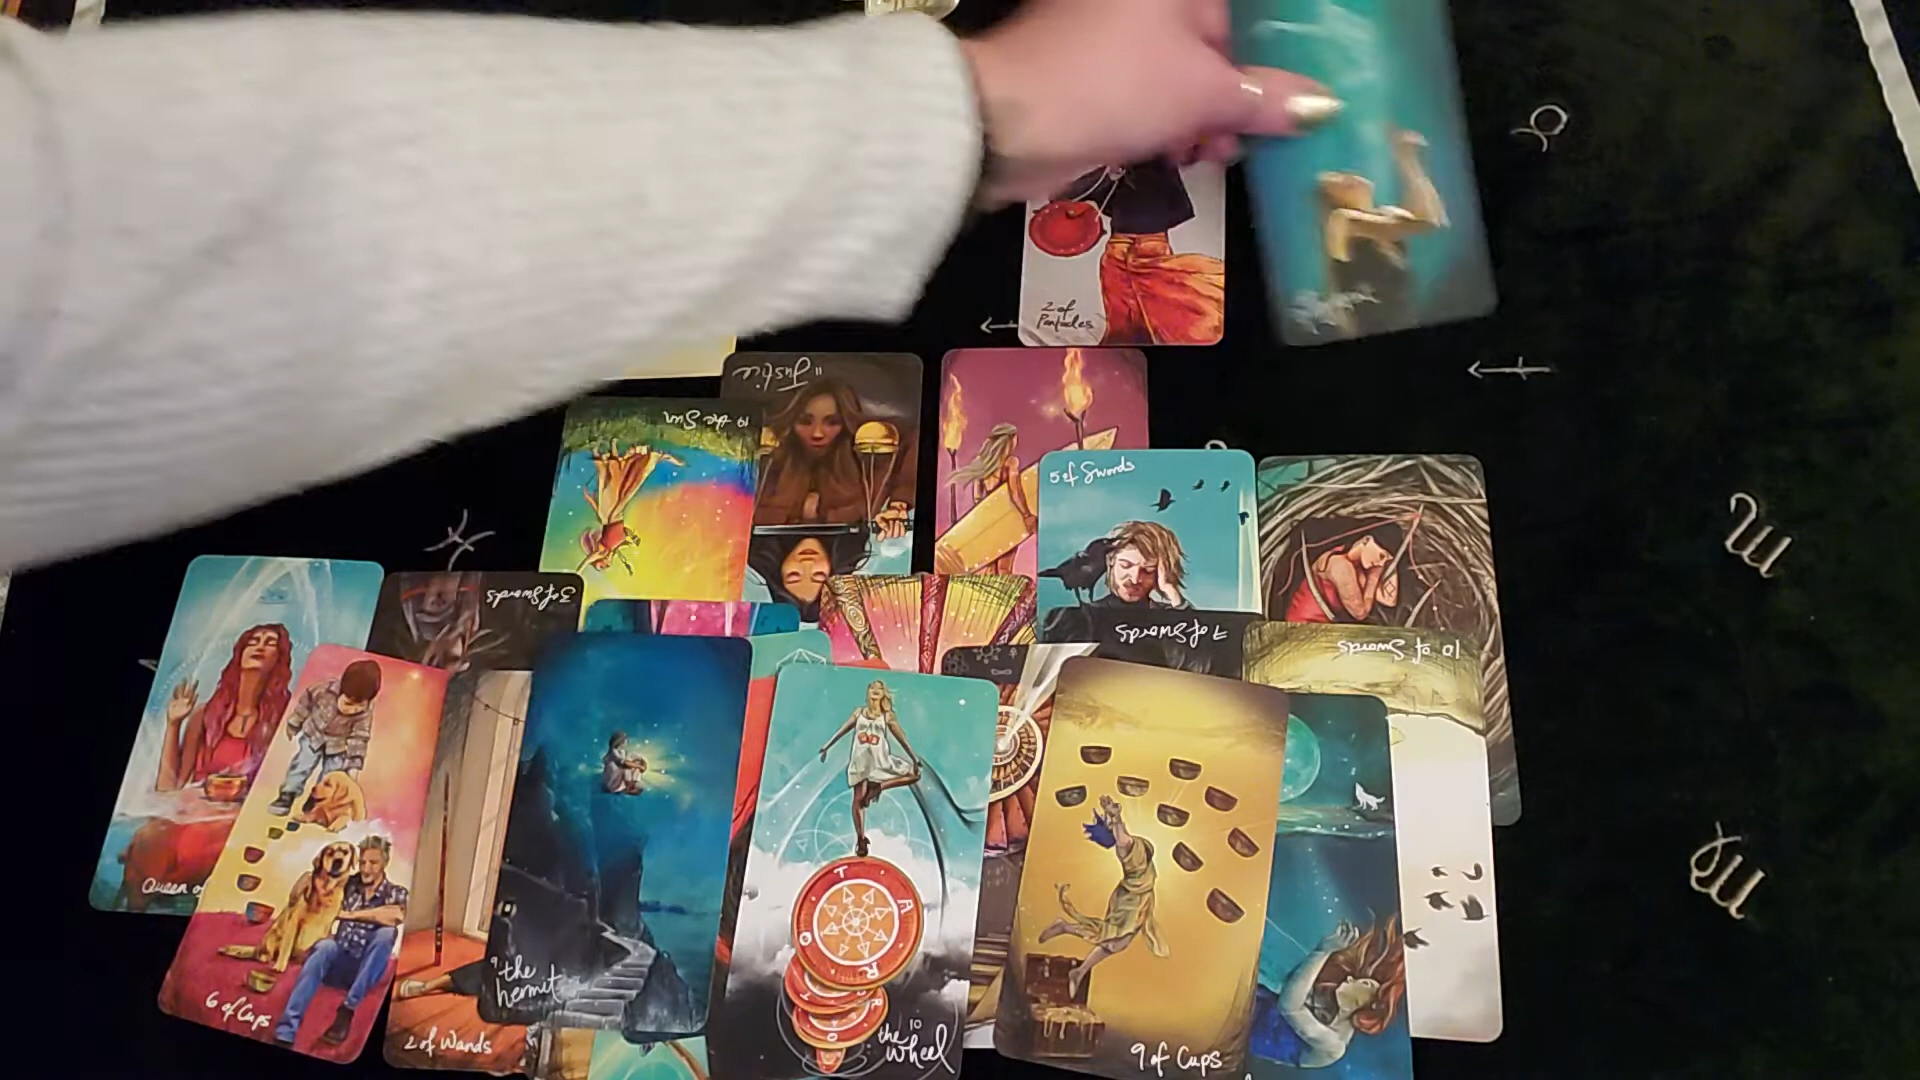 2 of
Pentacles
11 Justice
19 the Sun
5 of Swords
3 of Swords
7 of Swords
10 of Swords
Queen of
6 of Cups
2 of Wands
9 the
hermit
T
A
R
O
10
the
wheel
9 of Cups